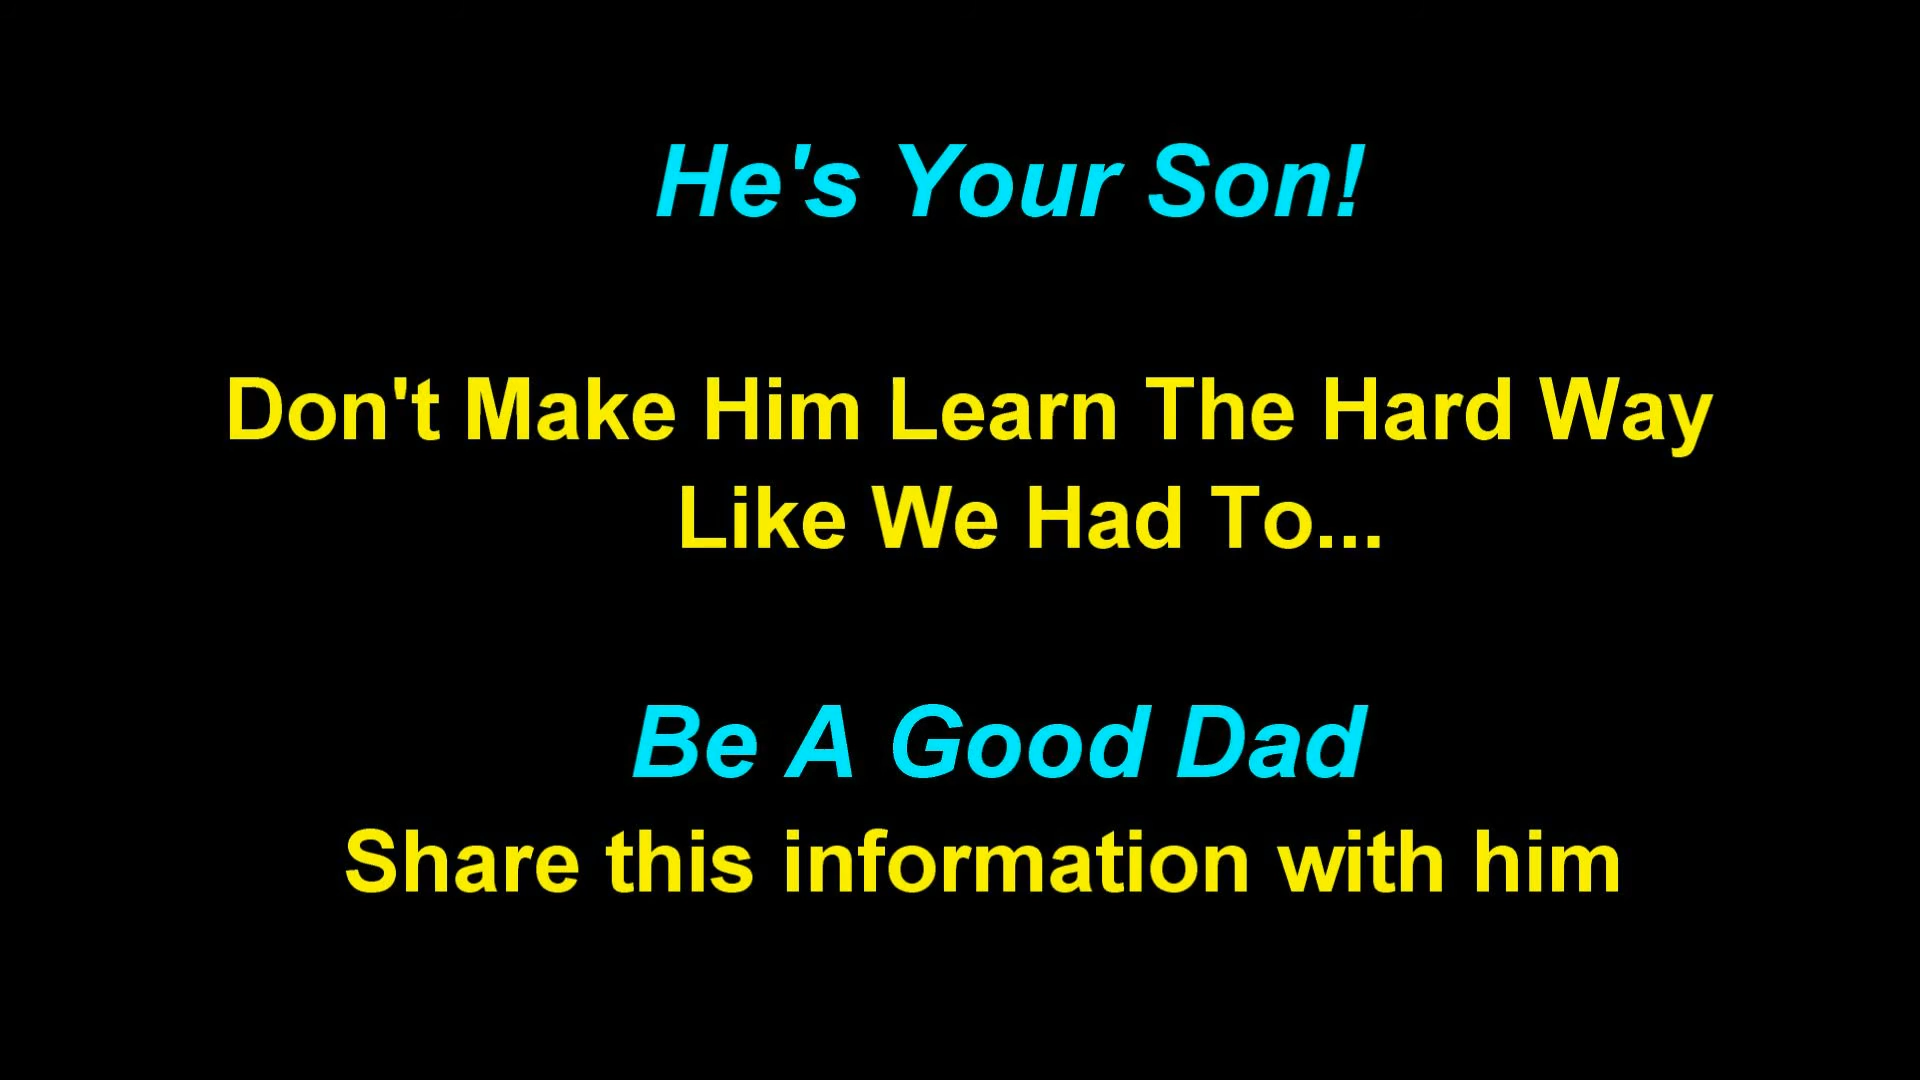 He's Your Son!
Don't Make Him Learn The Hard Way
Like We Had To...
Be A Good Dad
Share this information with him